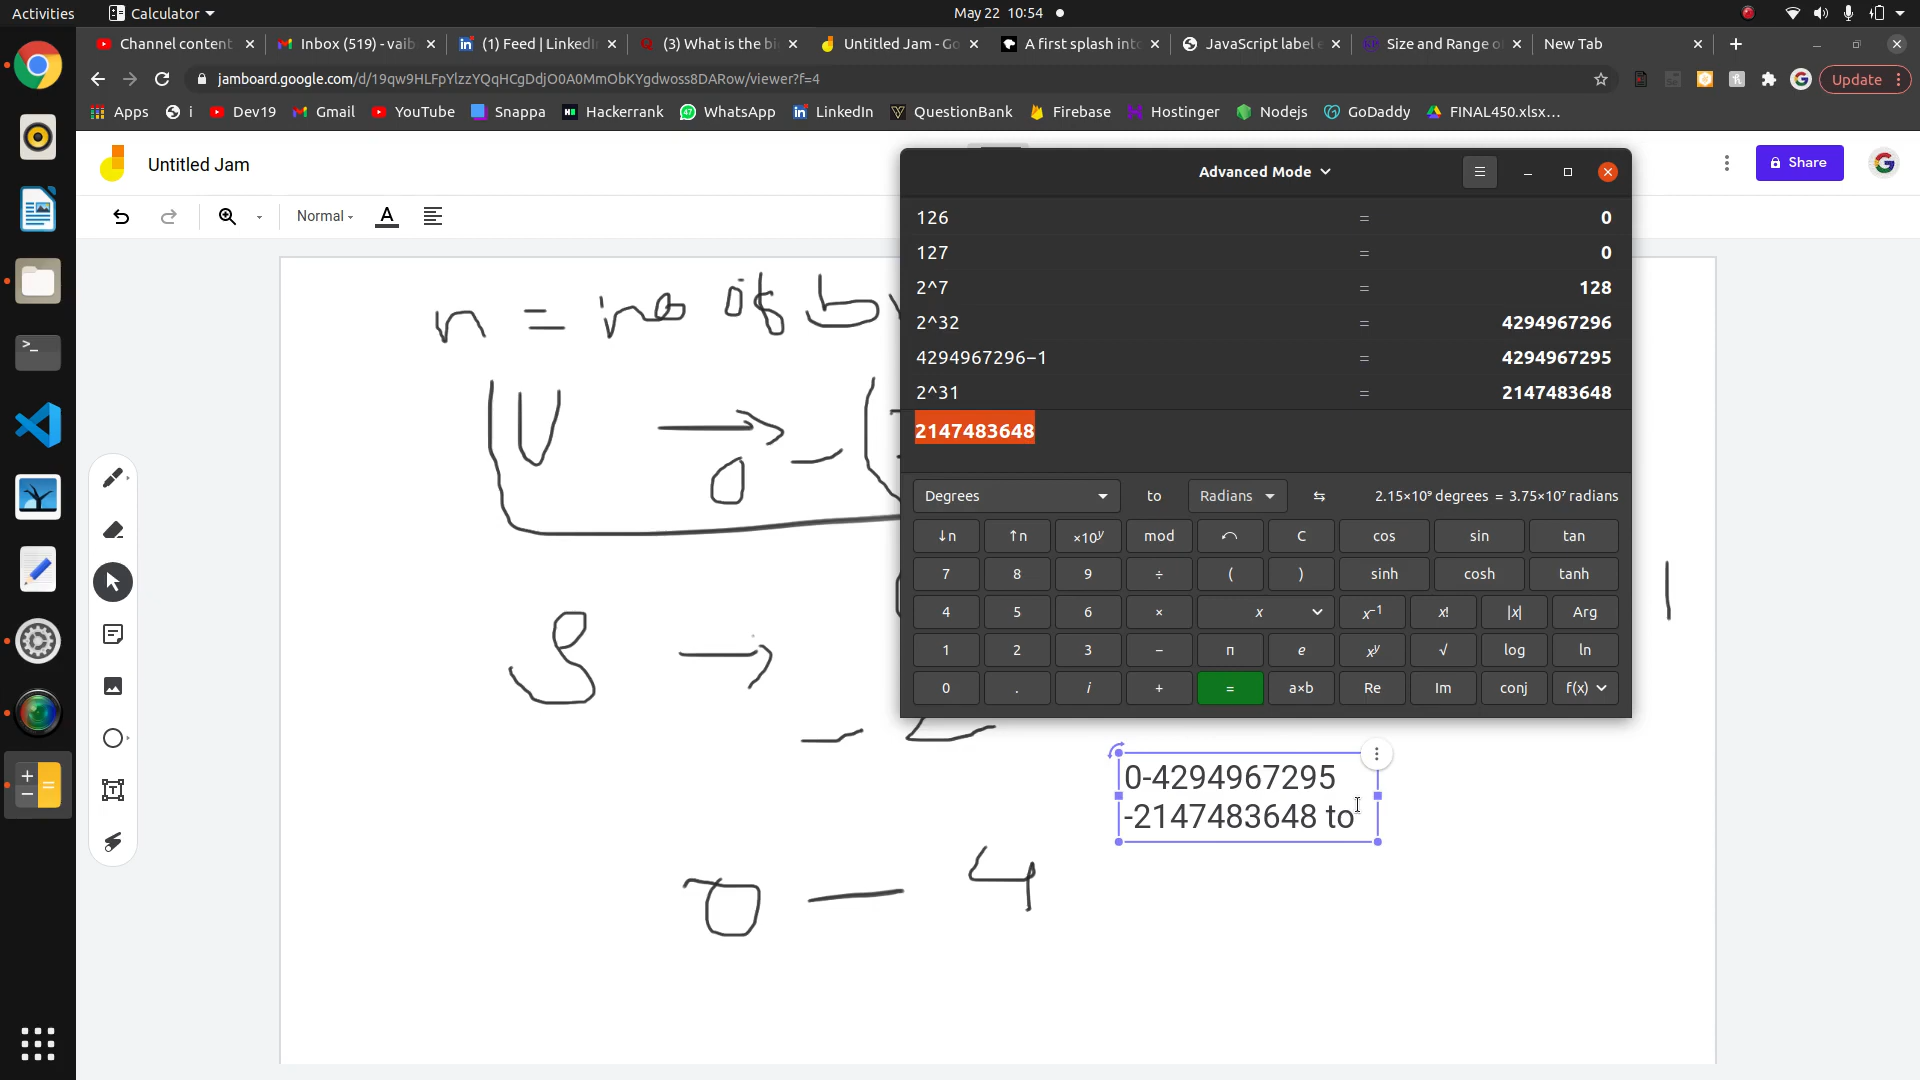 Activities
Calculator
May 22 10:54
Channel content
Inbox (519) - vaib
(1) Feed | LinkedIn
(3) What is the bi
Untitled Jam - Go
A first splash into
JavaScript label e
Size and Range o
New Tab
jamboard.google.com/d/19qw9HLFpYlzzYQqHCgDdjO0A0MmObKYgdwoss8DARow/viewer?f=4
Update
Apps
i
Dev19
Gmail
YouTube
Snappa
Hackerrank
WhatsApp
LinkedIn
QuestionBank
Firebase
Hostinger
Nodejs
GoDaddy
FINAL450.xlsx...
Untitled Jam
Share
Normal
A
n = no of b
U → 0 – (
S →
– 2
1
0 — 4
0-4294967295
-2147483648 to
Advanced Mode
126 = 0
127 = 0
2^7 = 128
2^32 = 4294967296
4294967296−1 = 4294967295
2^31 = 2147483648
2147483648
Degrees to Radians 2.15×10⁹ degrees = 3.75×10⁷ radians
↓n ↑n ×10ʸ mod C cos sin tan
7 8 9 ÷ ( ) sinh cosh tanh
4 5 6 × x x⁻¹ x! |x| Arg
1 2 3 − π e xʸ √ log ln
0 . i + = a×b Re Im conj f(x)